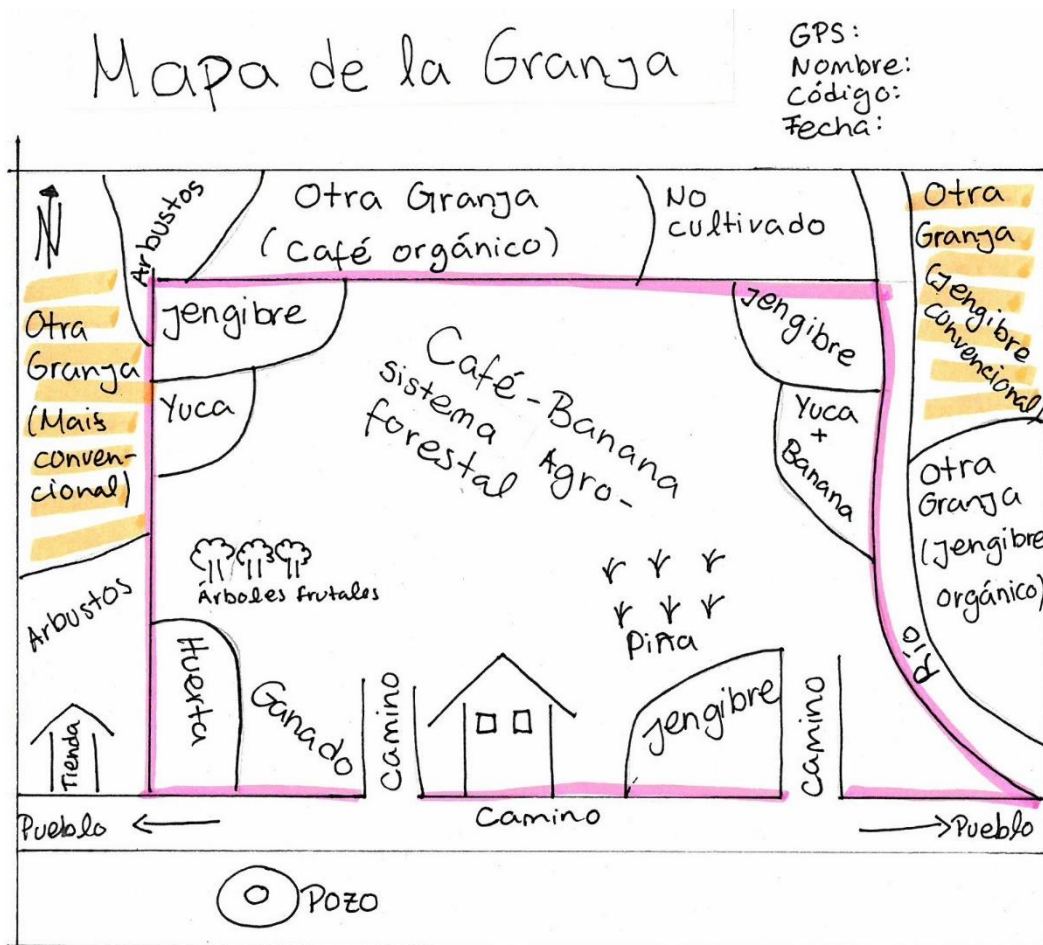 Mapa de la Granja
GPS:
Nombre:
Código:
Fecha:
N
Arbustos
Otra Granja
(Café orgánico)
No
cultivado
Otra
Granja
(Jengibre
convencional)
Otra
Granja
(Mais
conven-
cional)
Jengibre
Jengibre
Café-Banana
sistema Agro-
forestal
Yuca
Yuca
+
Banana
Otra
Granja
(Jengibre
orgánico)
Arbustos
Árboles frutales
Piña
Río
Huerta
Ganado
Camino
Jengibre
Camino
Tienda
Pueblo
Camino
Pueblo
Pozo